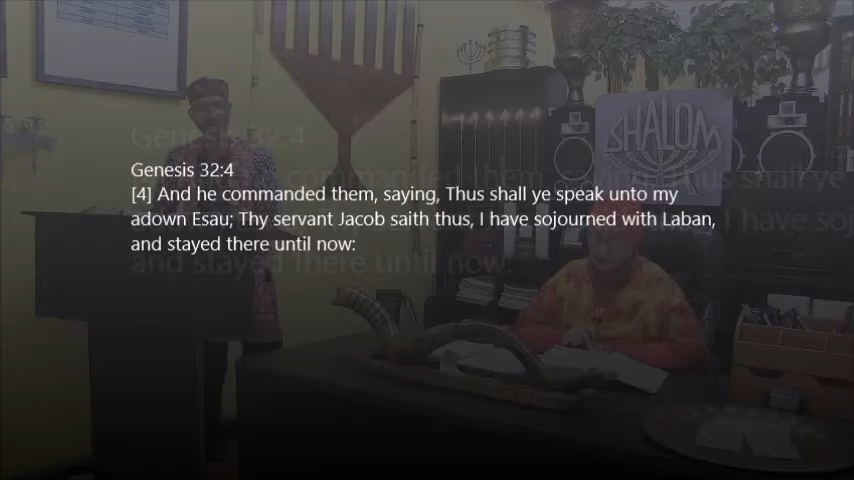 Genesis 32:4
[4] And he commanded them, saying, Thus shall ye speak unto my
adown Esau; Thy servant Jacob saith thus, I have sojourned with Laban,
and stayed there until now:
SHALOM